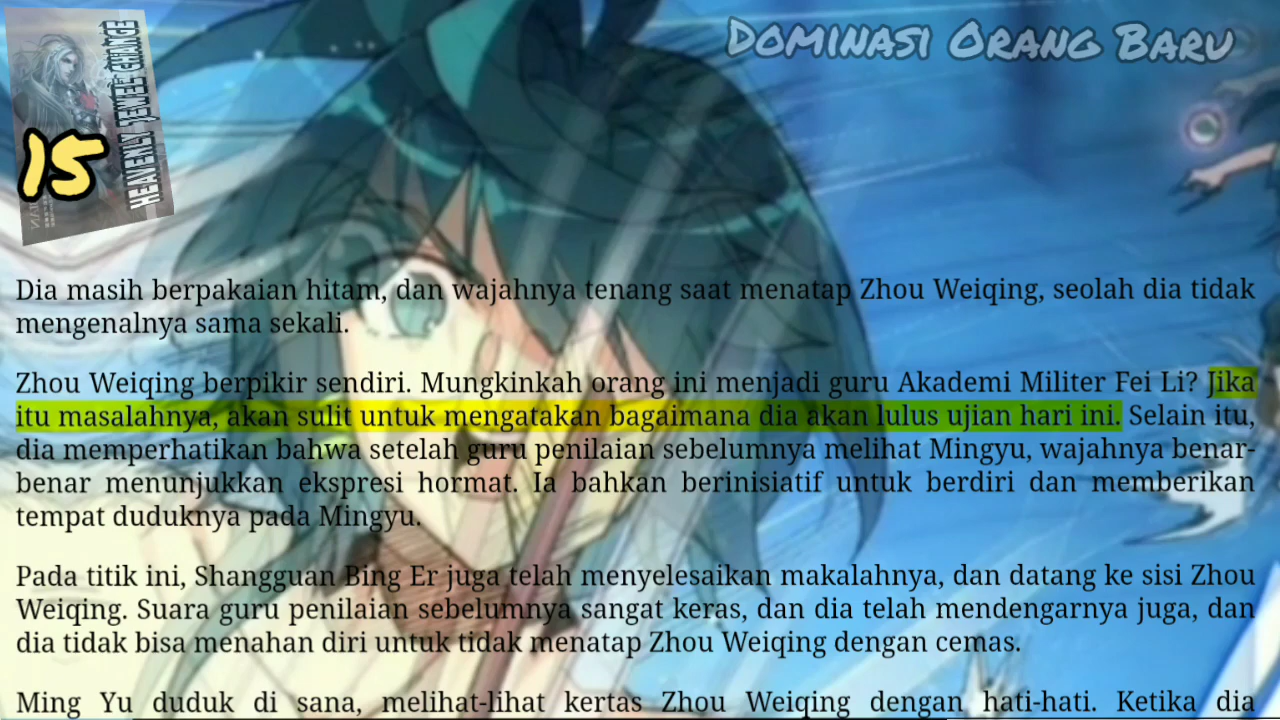 HEAVENLY JEWEL CHANGE
15
Dominasi Orang Baru
Dia masih berpakaian hitam, dan wajahnya tenang saat menatap Zhou Weiqing, seolah dia tidak
mengenalnya sama sekali.
Zhou Weiqing berpikir sendiri. Mungkinkah orang ini menjadi guru Akademi Militer Fei Li? Jika
itu masalahnya, akan sulit untuk mengatakan bagaimana dia akan lulus ujian hari ini. Selain itu,
dia memperhatikan bahwa setelah guru penilaian sebelumnya melihat Mingyu, wajahnya benar-
benar menunjukkan ekspresi hormat. Ia bahkan berinisiatif untuk berdiri dan memberikan
tempat duduknya pada Mingyu.
Pada titik ini, Shangguan Bing Er juga telah menyelesaikan makalahnya, dan datang ke sisi Zhou
Weiqing. Suara guru penilaian sebelumnya sangat keras, dan dia telah mendengarnya juga, dan
dia tidak bisa menahan diri untuk tidak menatap Zhou Weiqing dengan cemas.
Ming Yu duduk di sana, melihat-lihat kertas Zhou Weiqing dengan hati-hati. Ketika dia